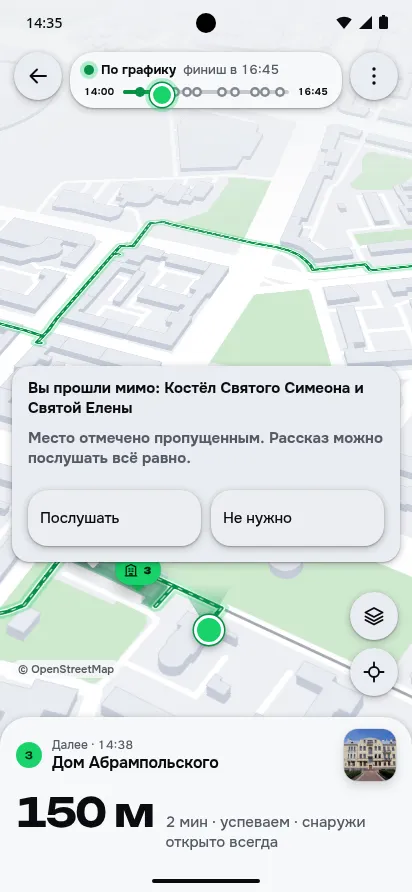 14:35
По графику финиш в 16:45
14:00 16:45
Вы прошли мимо: Костёл Святого Симеона и
Святой Елены
Место отмечено пропущенным. Рассказ можно
послушать всё равно.
Послушать Не нужно
3
© OpenStreetMap
3 Далее · 14:38
Дом Абрампольского
150 м 2 мин · успеваем · снаружи
открыто всегда